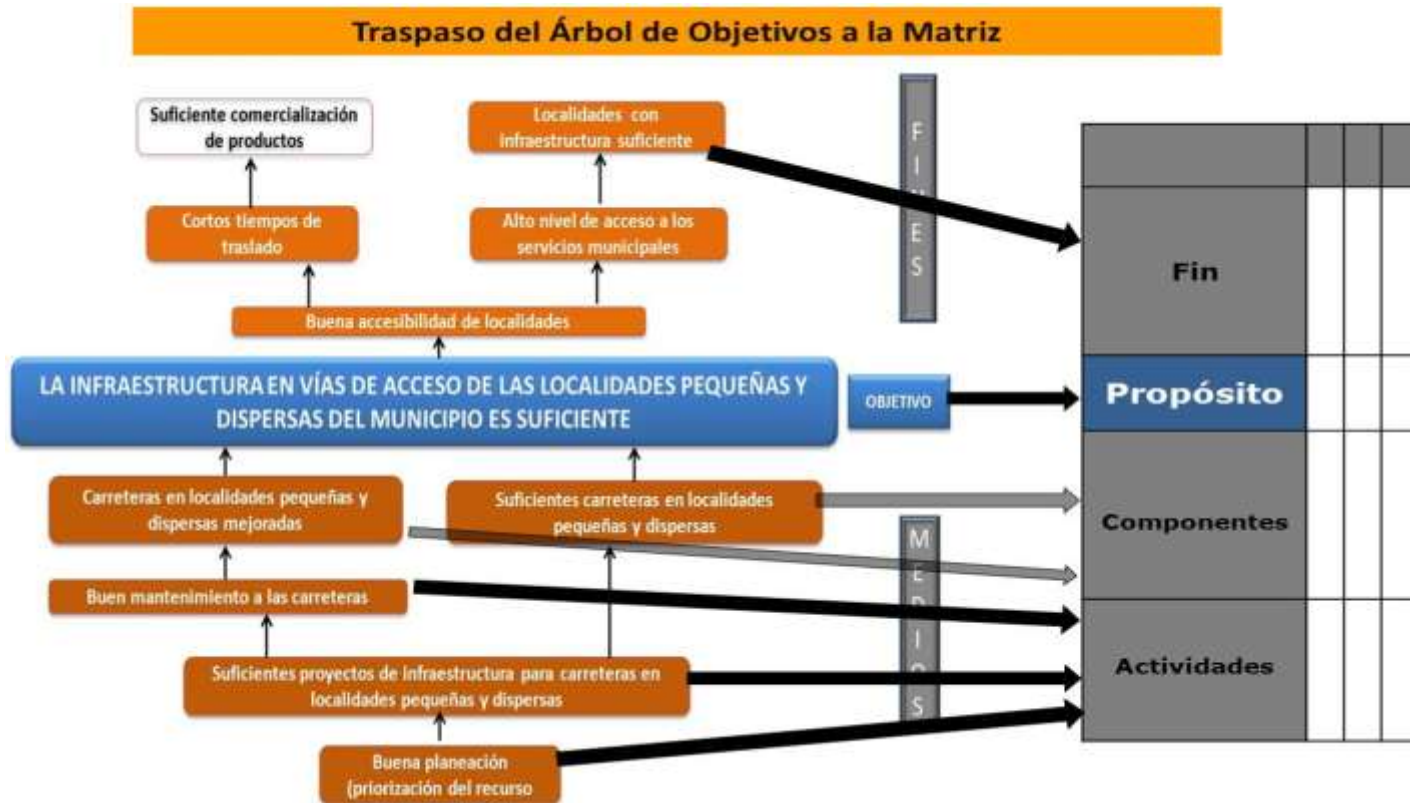 Traspaso del Árbol de Objetivos a la Matriz
Suficiente comercialización
de productos
Localidades con
infraestructura suficiente
Cortos tiempos de
traslado
Alto nivel de acceso a los
servicios municipales
Buena accesibilidad de localidades
FINES
LA INFRAESTRUCTURA EN VÍAS DE ACCESO DE LAS LOCALIDADES PEQUEÑAS Y
DISPERSAS DEL MUNICIPIO ES SUFICIENTE
OBJETIVO
Carreteras en localidades pequeñas y
dispersas mejoradas
Suficientes carreteras en localidades
pequeñas y dispersas
Buen mantenimiento a las carreteras
Suficientes proyectos de infraestructura para carreteras en
localidades pequeñas y dispersas
Buena planeación
(priorización del recurso
MEDIOS
Fin
Propósito
Componentes
Actividades